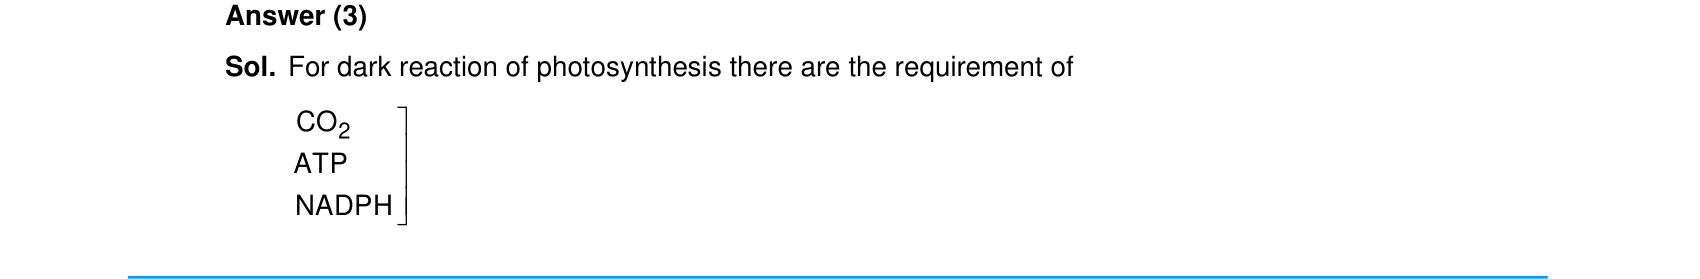 Answer (3)
Sol. For dark reaction of photosynthesis there are the requirement of
CO₂
ATP
NADPH